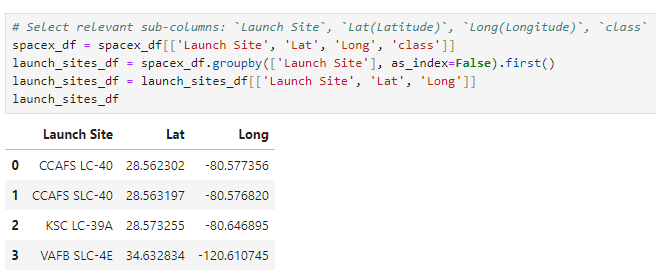 # Select relevant sub-columns: `Launch Site`, `Lat(Latitude)`, `Long(Longitude)`, `class`
spacex_df = spacex_df[['Launch Site', 'Lat', 'Long', 'class']]
launch_sites_df = spacex_df.groupby(['Launch Site'], as_index=False).first()
launch_sites_df = launch_sites_df[['Launch Site', 'Lat', 'Long']]
launch_sites_df
Launch Site Lat Long
0 CCAFS LC-40 28.562302 -80.577356
1 CCAFS SLC-40 28.563197 -80.576820
2 KSC LC-39A 28.573255 -80.646895
3 VAFB SLC-4E 34.632834 -120.610745